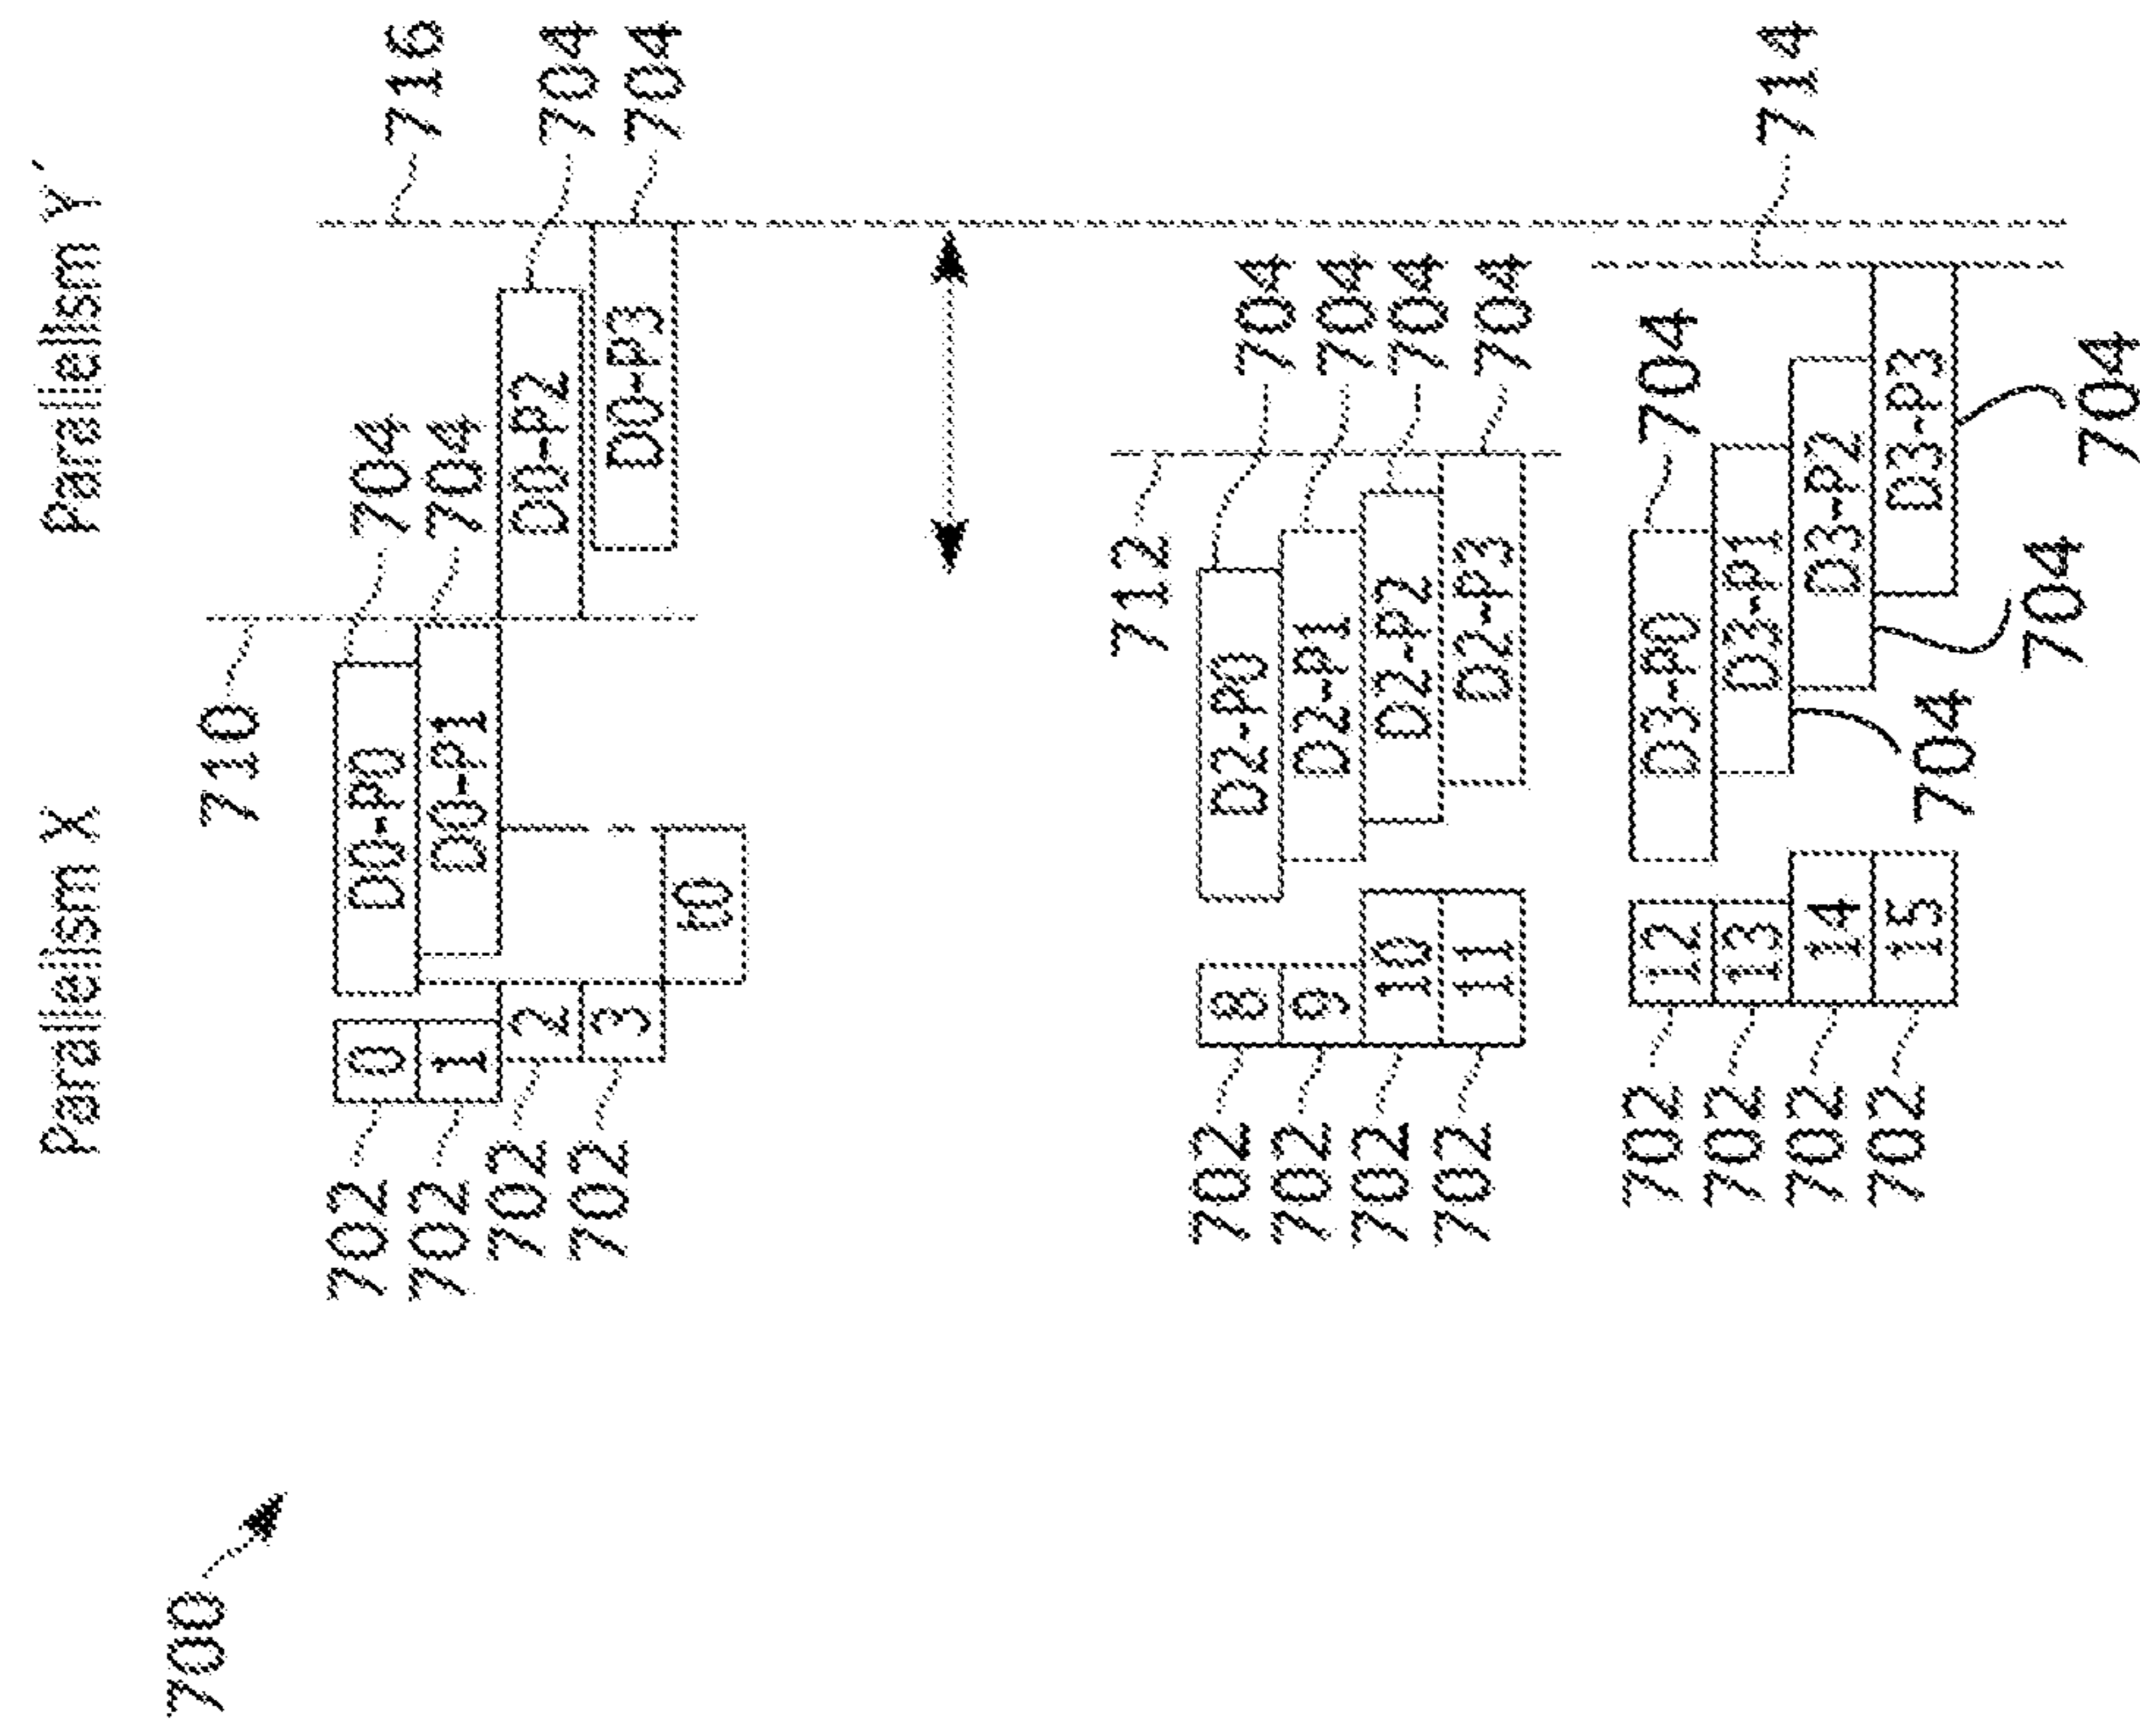 Parallelism X
Parallelism Y´
700
710
702 0 D0-P0 704 716
702 1 D0-P1 704
702 2 D0-P2 704
702 3 D0-P3 704
t0
712
702 8 D2-P0 704
702 9 D2-P1 704
702 10 D2-P2 704
702 11 D2-P3 704
702 12 D3-P0 704
702 13 D3-P1
702 14 D3-P2 714
702 15 D3-P3
704
704
704